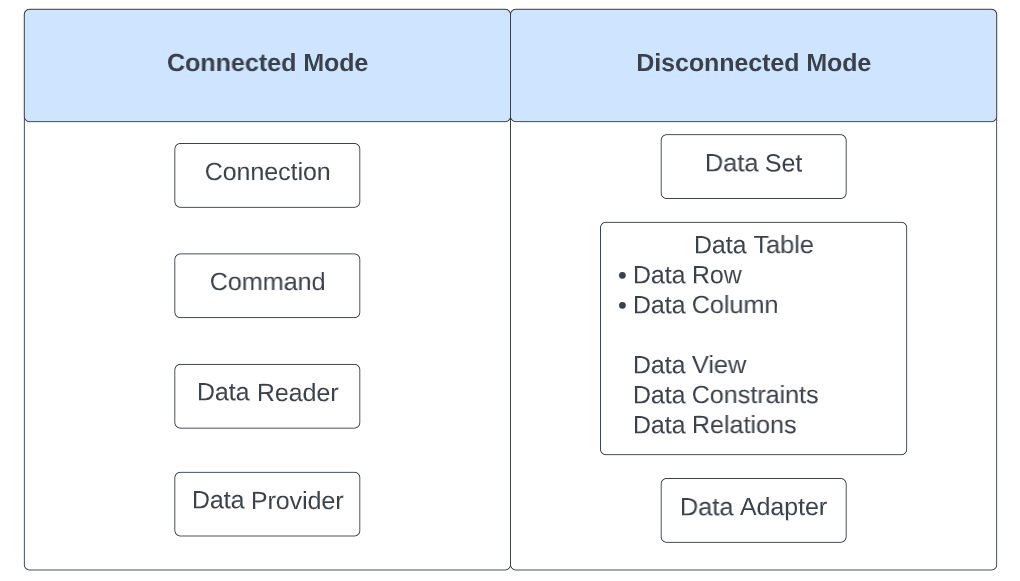 Connected Mode
Disconnected Mode
Connection
Command
Data Reader
Data Provider
Data Set
Data Table
• Data Row
• Data Column
Data View
Data Constraints
Data Relations
Data Adapter